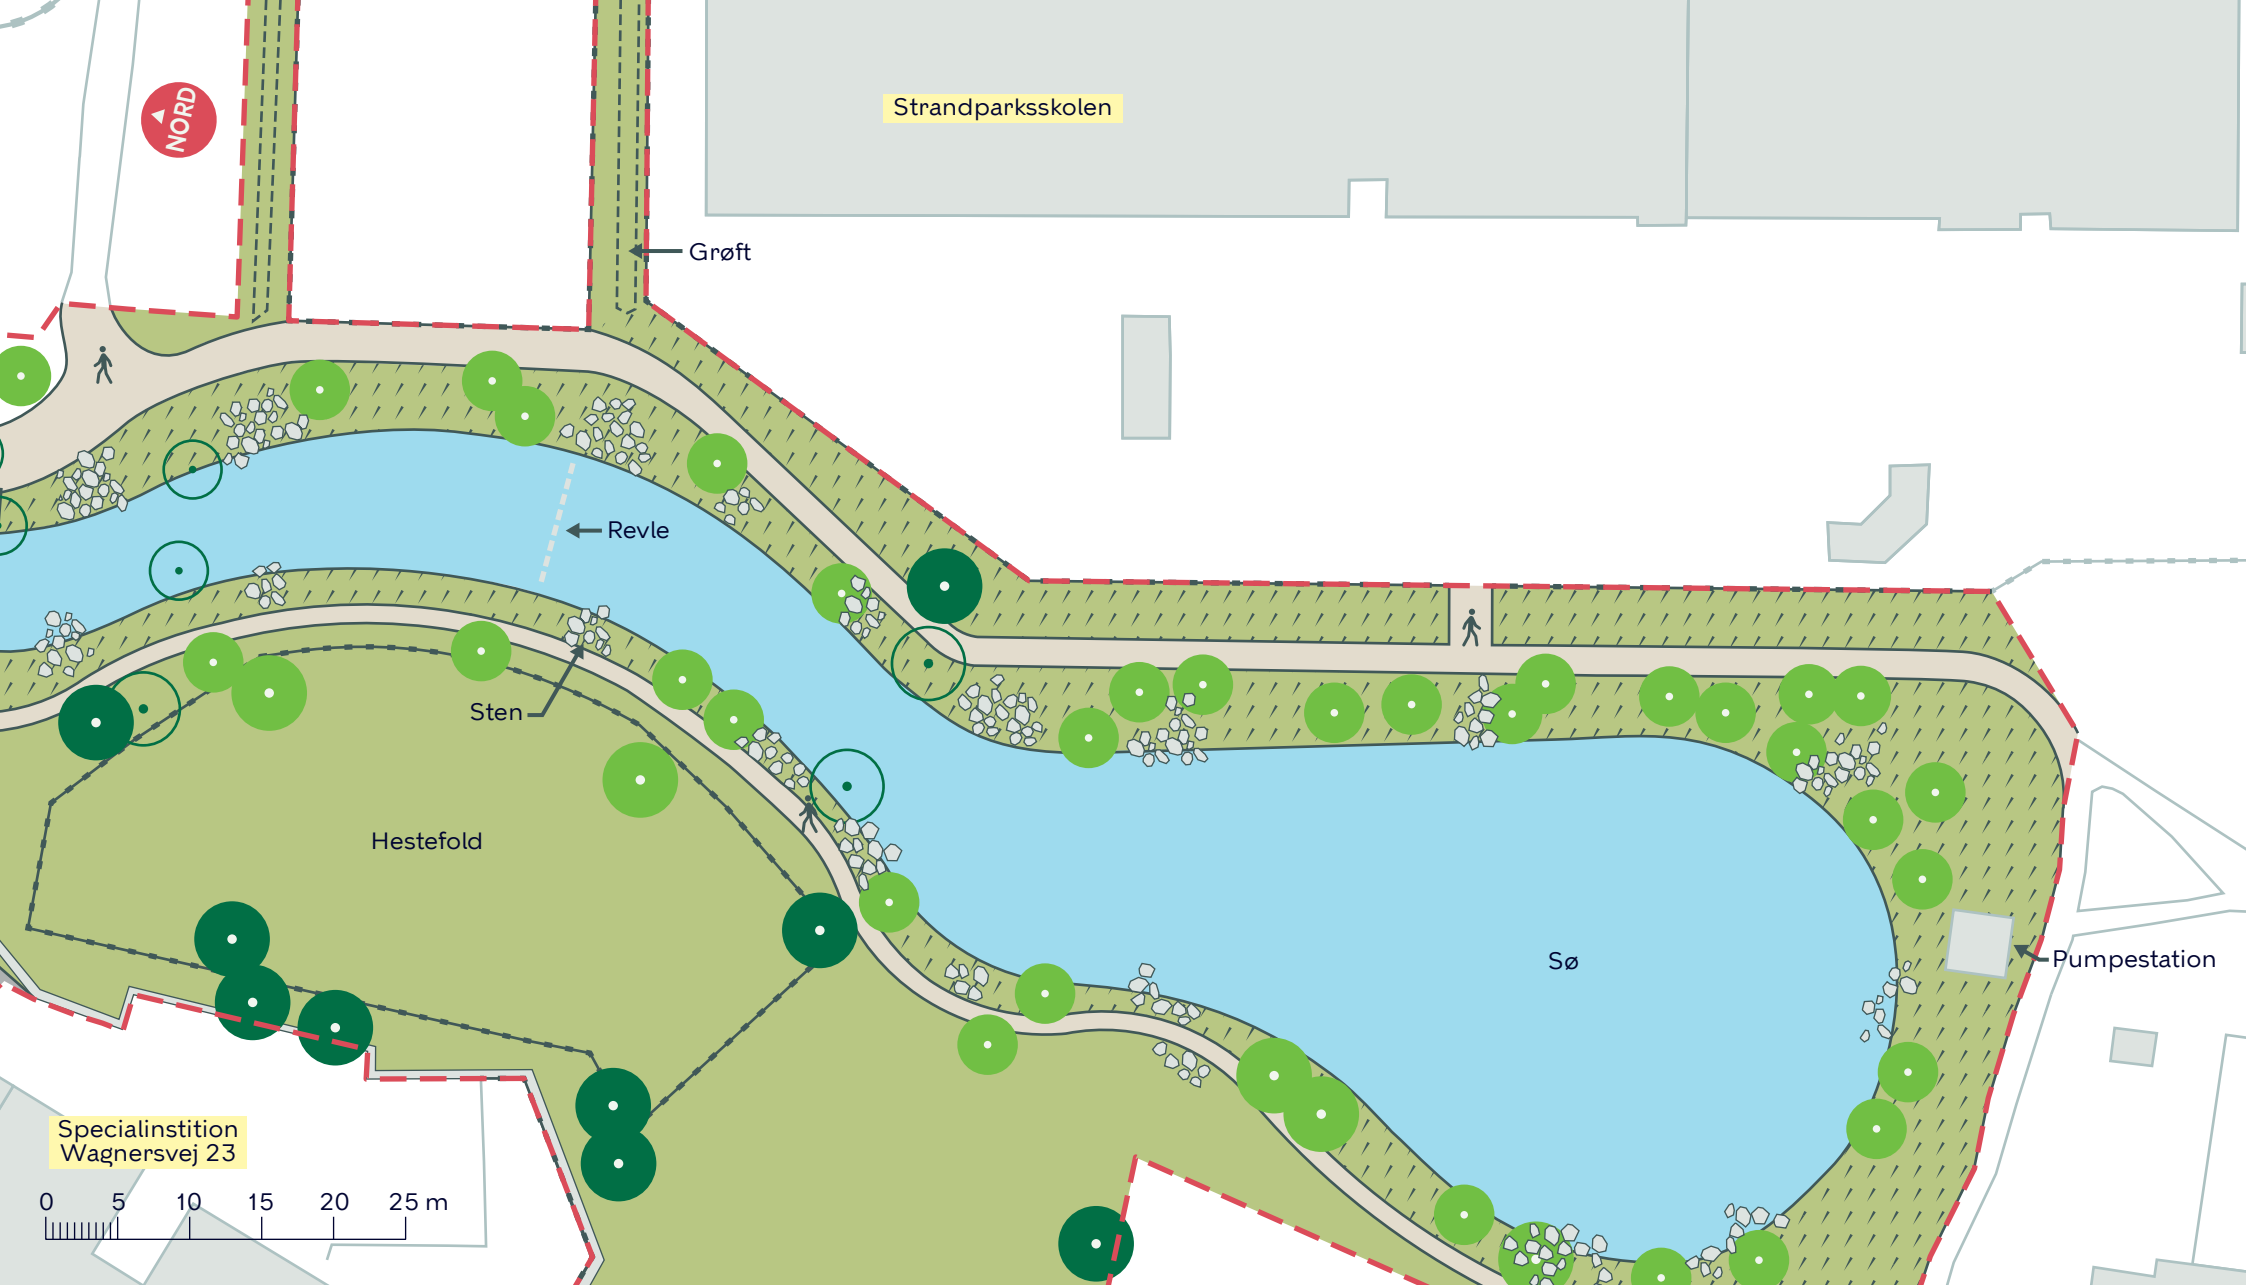 Strandparksskolen
NORD
Grøft
Revle
Sten
Hestefold
Sø
Pumpestation
Specialinstition
Wagnersvej 23
0 5 10 15 20 25 m